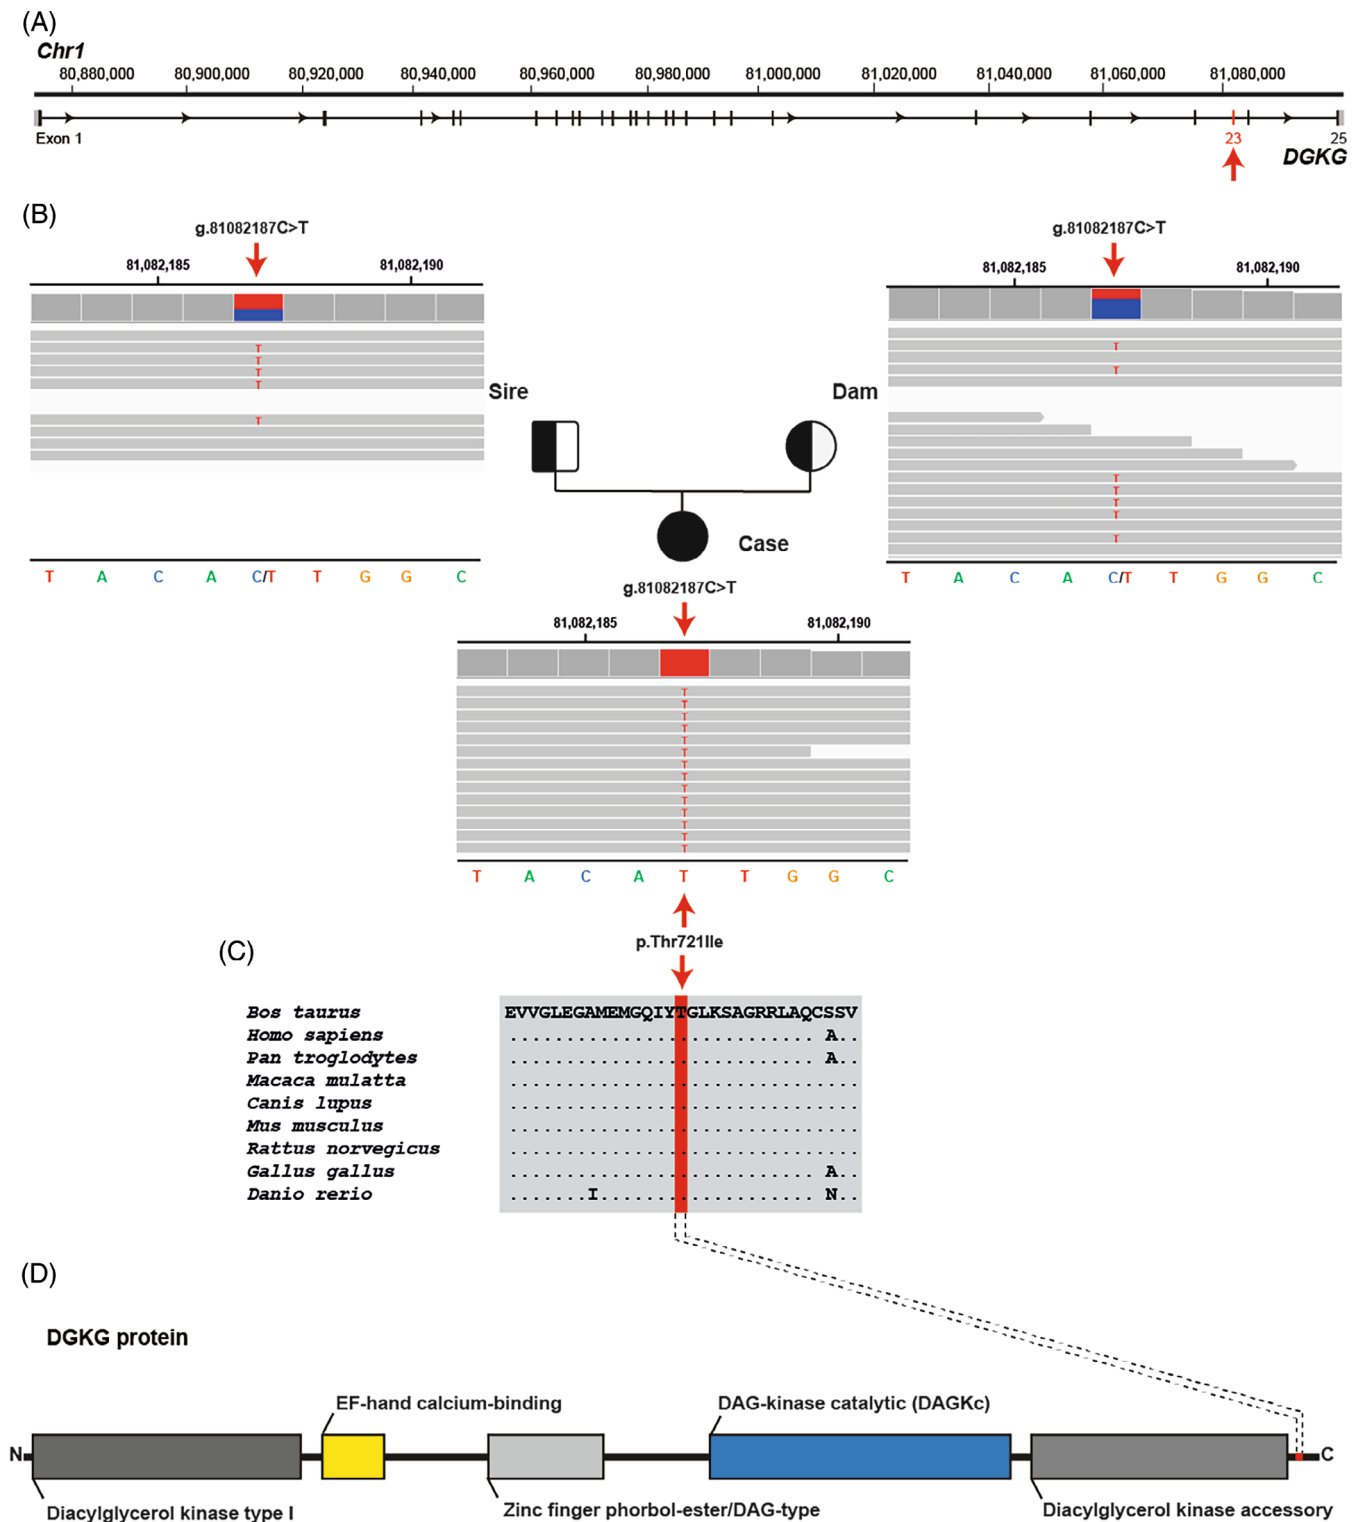 (A)
Chr1
80,880,000 80,900,000 80,920,000 80,940,000 80,960,000 80,980,000 81,000,000 81,020,000 81,040,000 81,060,000 81,080,000
Exon 1 23 25
DGKG
(B)
g.81082187C>T g.81082187C>T
81,082,185 81,082,190 81,082,185 81,082,190
T T
T
T T
T
Sire Dam
T
T
T
T
T
T
Case
T A C A C/T T G G C T A C A C/T T G G C
g.81082187C>T
81,082,185 81,082,190
T
T
T
T
T
T
T
T
T
T
T
T
T
T
T A C A T T G G C
p.Thr721Ile
(C)
Bos taurus EVVGLEGAMEMGQIYTGLKSAGRRLAQCSSV
Homo sapiens ............................A..
Pan troglodytes ............................A..
Macaca mulatta ...............................
Canis lupus ...............................
Mus musculus ...............................
Rattus norvegicus ...............................
Gallus gallus ............................A..
Danio rerio .......I....................N..
(D)
DGKG protein
EF-hand calcium-binding DAG-kinase catalytic (DAGKc)
N C
Diacylglycerol kinase type I Zinc finger phorbol-ester/DAG-type Diacylglycerol kinase accessory